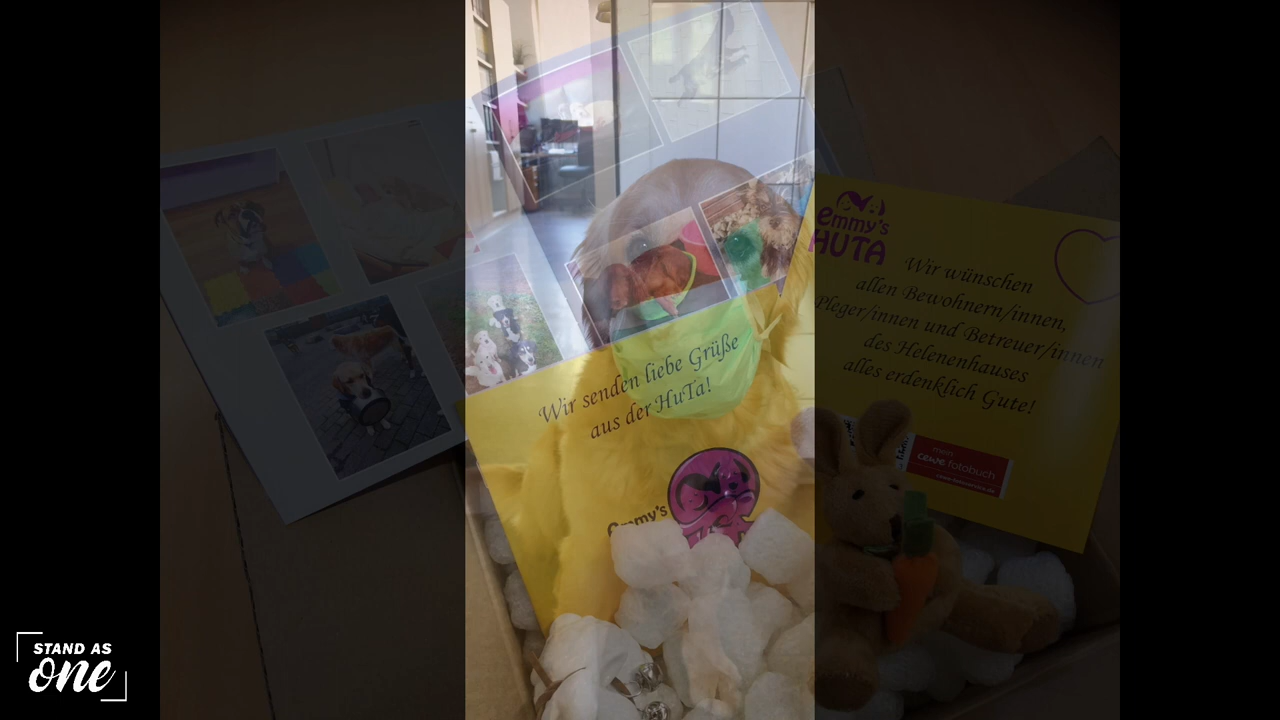 emmy's
HUTA
Wir wünschen
allen Bewohnern/innen,
Pfleger/innen und Betreuer/innen
des Helenenhauses
alles erdenklich Gute!
mein
cewe fotobuch
Wir senden liebe Grüße
aus der HuTa!
emmy's
STAND AS
one